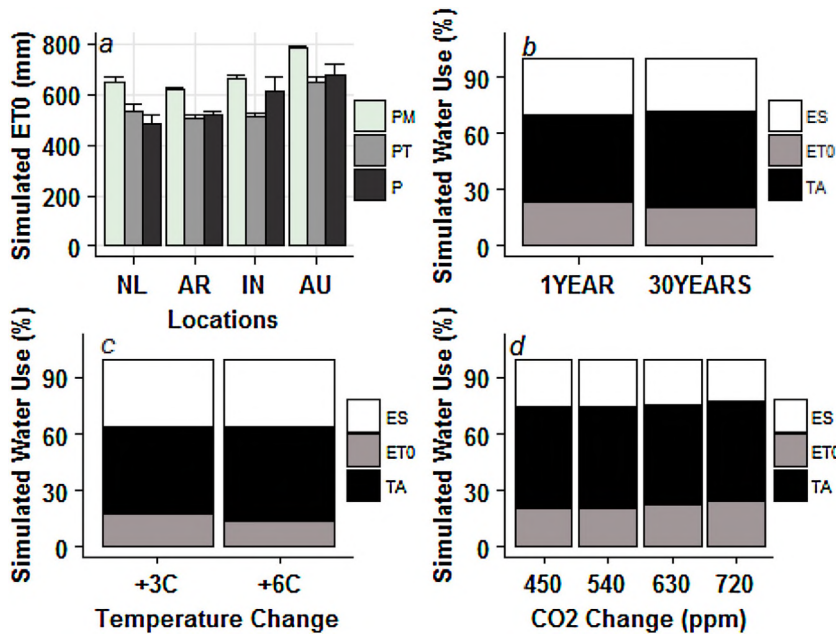 a
Simulated ET0 (mm)
800
600
400
200
0
NL AR IN AU
Locations
PM
PT
P
b
Simulated Water Use (%)
90
60
30
0
1YEAR 30YEARS
ES
ET0
TA
c
Simulated Water Use (%)
90
60
30
0
+3C +6C
Temperature Change
ES
ET0
TA
d
Simulated Water Use (%)
90
60
30
0
450 540 630 720
CO2 Change (ppm)
ES
ET0
TA